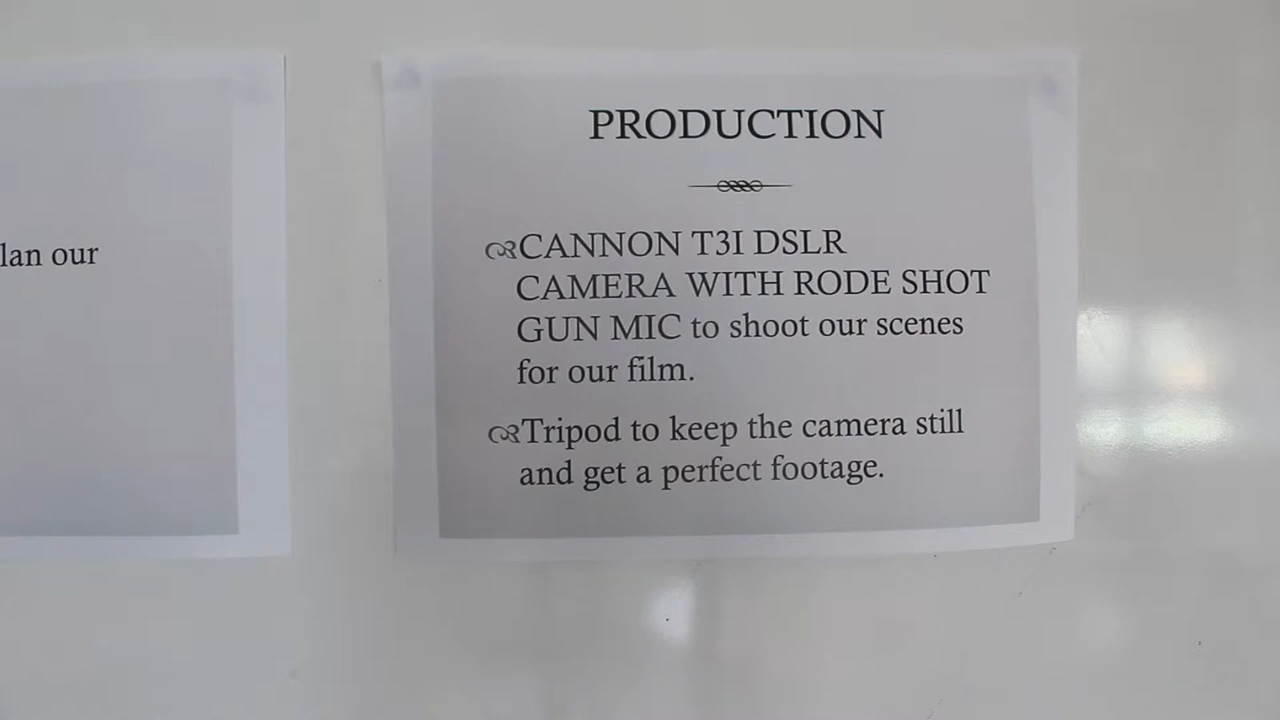 lan our
PRODUCTION
CANNON T3I DSLR
CAMERA WITH RODE SHOT
GUN MIC to shoot our scenes
for our film.
Tripod to keep the camera still
and get a perfect footage.